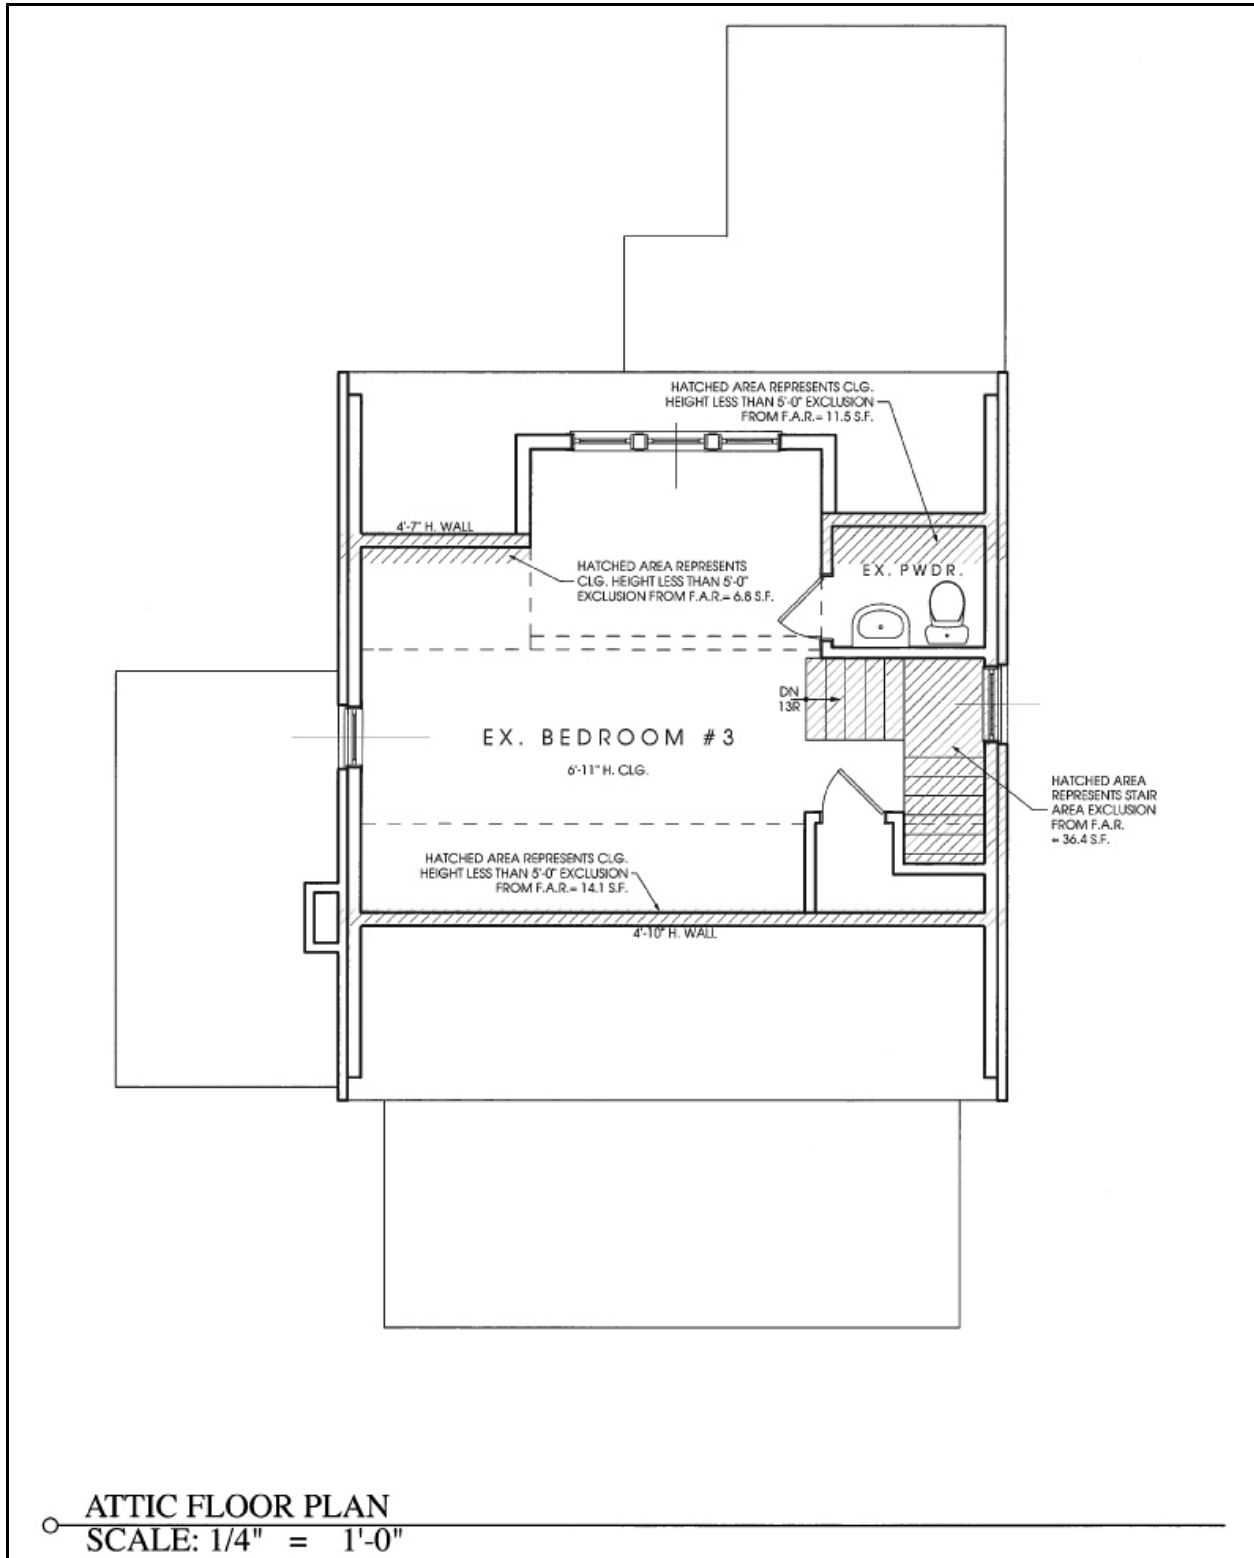 HATCHED AREA REPRESENTS CLG.
HEIGHT LESS THAN 5'-0" EXCLUSION
FROM F.A.R.= 11.5 S.F.
4'-7" H. WALL
HATCHED AREA REPRESENTS
CLG. HEIGHT LESS THAN 5'-0"
EXCLUSION FROM F.A.R.= 6.8 S.F.
EX. PWDR.
DN
13R
EX. BEDROOM #3
6'-11" H. CLG.
HATCHED AREA
REPRESENTS STAIR
AREA EXCLUSION
FROM F.A.R.
= 36.4 S.F.
HATCHED AREA REPRESENTS CLG.
HEIGHT LESS THAN 5'-0" EXCLUSION
FROM F.A.R.= 14.1 S.F.
4'-10" H. WALL
ATTIC FLOOR PLAN
SCALE: 1/4" = 1'-0"